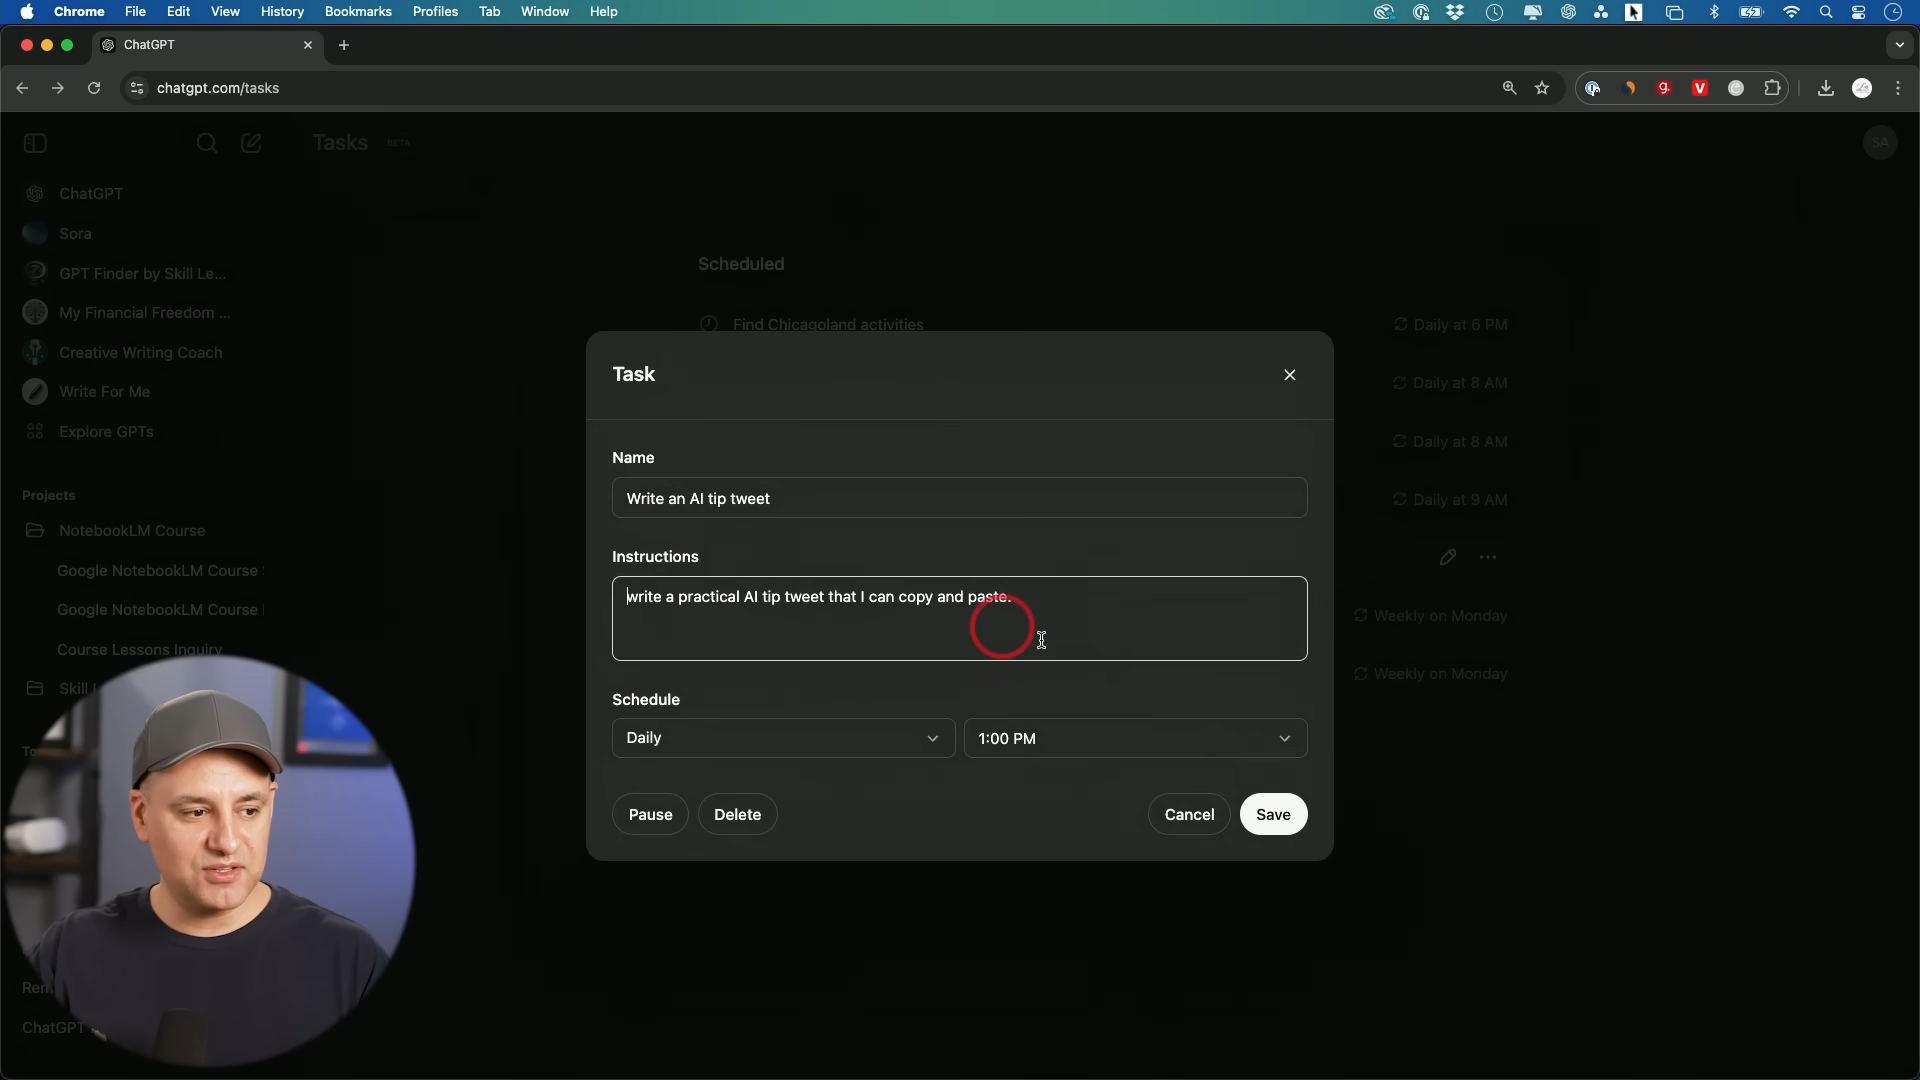 Chrome File Edit View History Bookmarks Profiles Tab Window Help
ChatGPT
chatgpt.com/tasks
Tasks BETA
SA
ChatGPT
Sora
GPT Finder by Skill Le...
My Financial Freedom ...
Creative Writing Coach
Write For Me
Explore GPTs
Projects
NotebookLM Course
Google NotebookLM Course
Google NotebookLM Course
Course Lessons Inquiry
Skill
ChatGPT
Scheduled
Find Chicagoland activities
Daily at 6 PM
Daily at 8 AM
Daily at 8 AM
Daily at 9 AM
Weekly on Monday
Weekly on Monday
Task
Name
Write an AI tip tweet
Instructions
write a practical AI tip tweet that I can copy and paste.
Schedule
Daily
1:00 PM
Pause
Delete
Cancel
Save